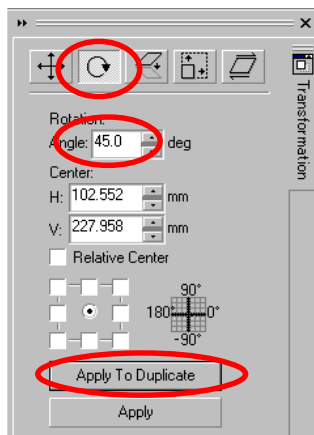 Transformation
Rotation:
Angle: 45.0 deg
Center:
H: 102.552 mm
V: 227.958 mm
Relative Center
90°
180° 0°
-90°
Apply To Duplicate
Apply